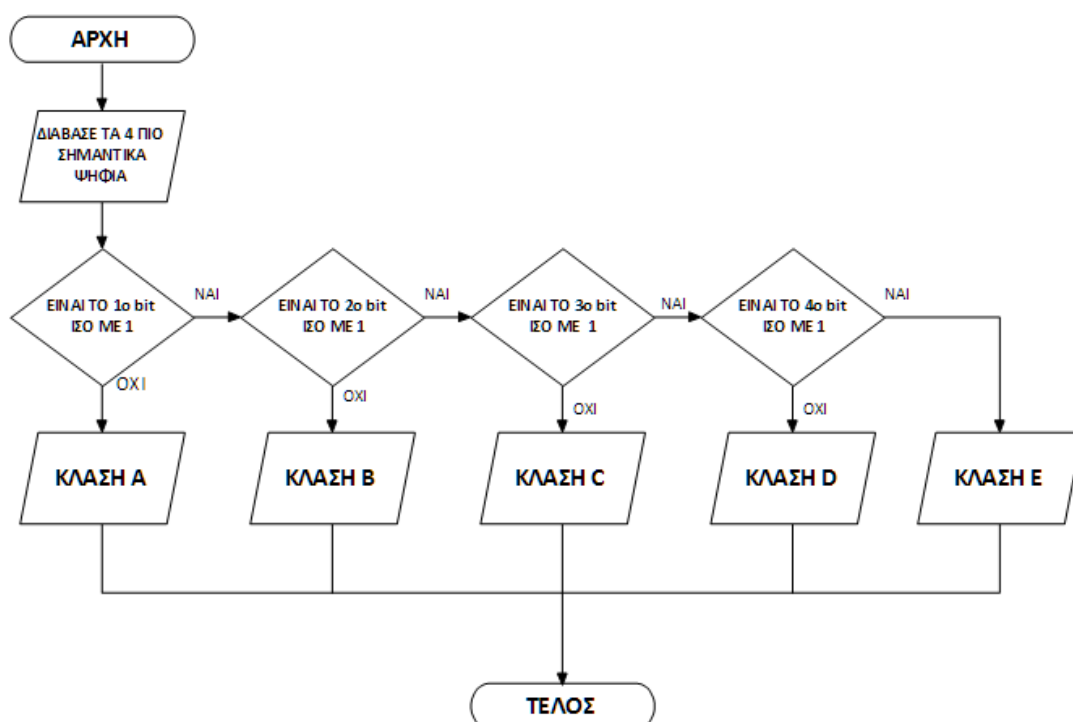 ΑΡΧΗ
ΔΙΑΒΑΣΕ ΤΑ 4 ΠΙΟ
ΣΗΜΑΝΤΙΚΑ
ΨΗΦΙΑ
ΕΙΝΑΙ ΤΟ 1ο bit
ΙΣΟ ΜΕ 1
ΝΑΙ
ΕΙΝΑΙ ΤΟ 2ο bit
ΙΣΟ ΜΕ 1
ΝΑΙ
ΕΙΝΑΙ ΤΟ 3ο bit
ΙΣΟ ΜΕ 1
ΝΑΙ
ΕΙΝΑΙ ΤΟ 4ο bit
ΙΣΟ ΜΕ 1
ΝΑΙ
ΟΧΙ
ΟΧΙ
ΟΧΙ
ΟΧΙ
ΚΛΑΣΗ A
ΚΛΑΣΗ B
ΚΛΑΣΗ C
ΚΛΑΣΗ D
ΚΛΑΣΗ E
ΤΕΛΟΣ